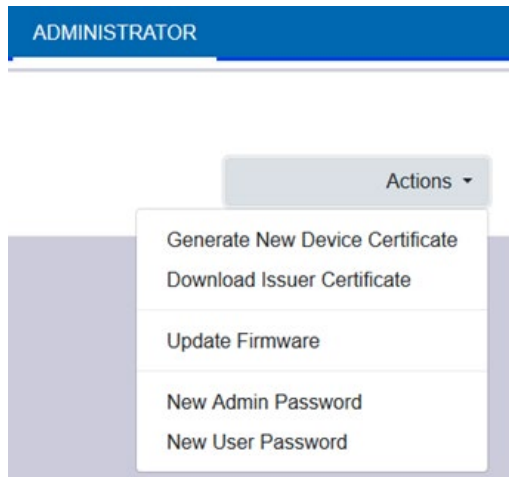 ADMINISTRATOR
Actions
Generate New Device Certificate
Download Issuer Certificate
Update Firmware
New Admin Password
New User Password